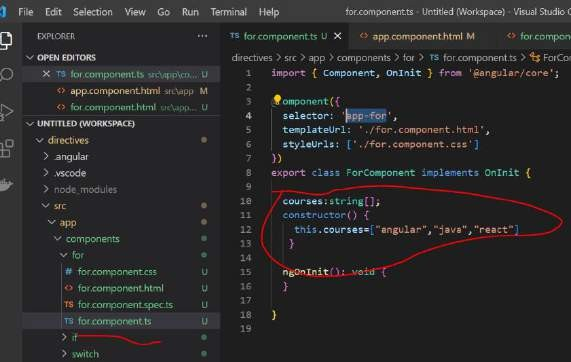 File Edit Selection View Go Run Terminal Help for.component.ts - Untitled (Workspace) - Visual Studio C
EXPLORER
OPEN EDITORS
TS for.component.ts src\app\co... U
app.component.html src\app
for.component.html src\app\c... U
UNTITLED (WORKSPACE)
directives
.angular
.vscode
node_modules
src
app
components
for
# for.component.css U
for.component.html U
TS for.component.spec.ts U
TS for.component.ts U
if
switch
for.component.ts U app.component.html M for.component
directives > src > app > components > for > TS for.component.ts > ForCom
1 import { Component, OnInit } from '@angular/core';
2
3 omponent({
4 selector: 'app-for',
5 templateUrl: './for.component.html',
6 styleUrls: ['./for.component.css']
7 })
8 export class ForComponent implements OnInit {
9
10 courses:string[];
11 constructor() {
12 this.courses=["angular","java","react"]
13 }
14
15 ngOnInit(): void {
16 }
17
18 }
19